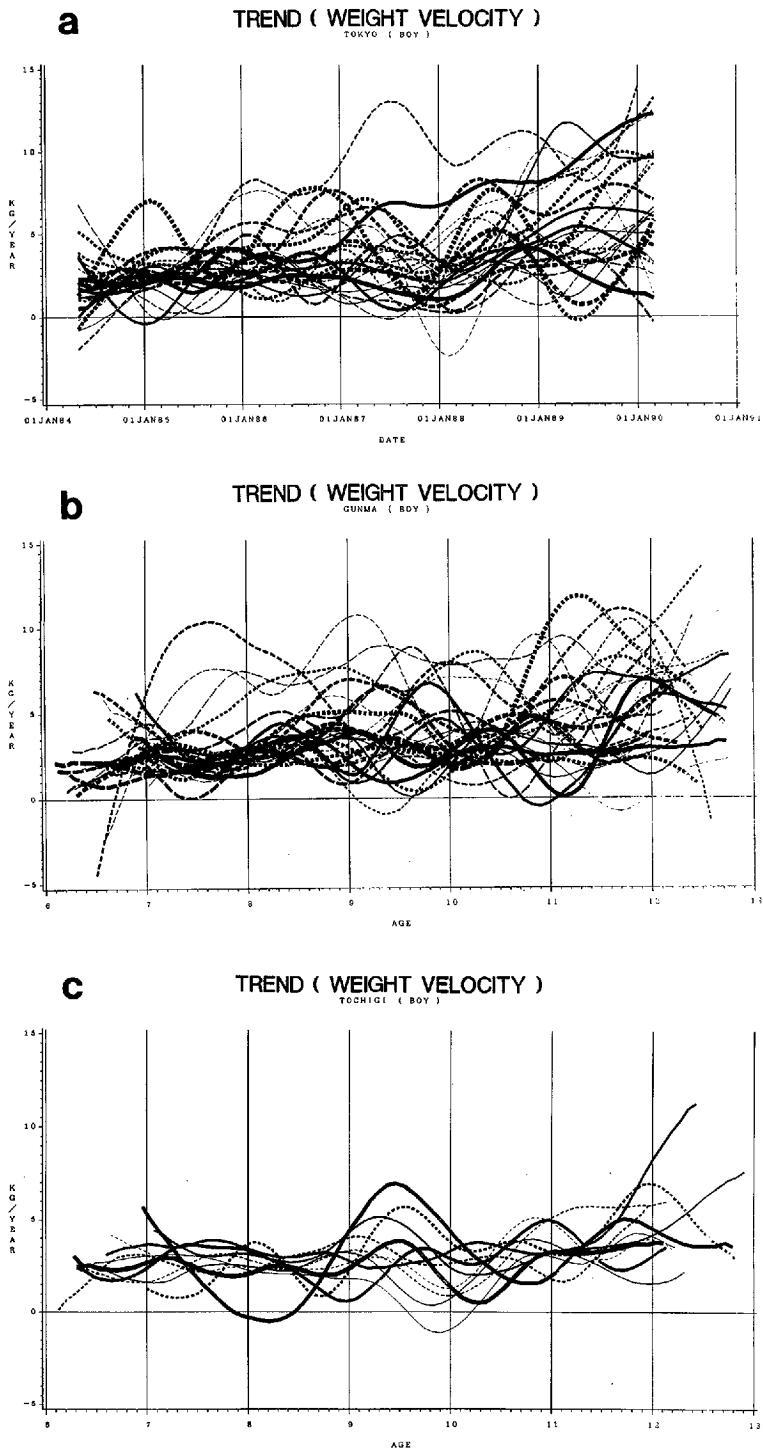 a
TREND ( WEIGHT VELOCITY )
TOKYO ( BOY )
15
10
5
0
-5
KG/YEAR
01JAN84 01JAN85 01JAN86 01JAN87 01JAN88 01JAN89 01JAN90 01JAN91
DATE
b
TREND ( WEIGHT VELOCITY )
GUNMA ( BOY )
15
10
5
0
-5
KG/YEAR
6 7 8 9 10 11 12 13
AGE
c
TREND ( WEIGHT VELOCITY )
TOCHIGI ( BOY )
15
10
5
0
-5
KG/YEAR
6 7 8 9 10 11 12 13
AGE